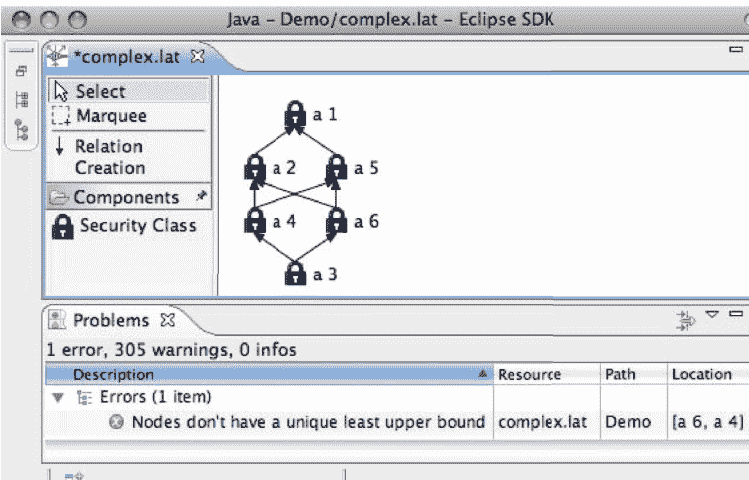 Java – Demo/complex.lat – Eclipse SDK
*complex.lat
Select
Marquee
Relation
Creation
Components
Security Class
a 1
a 2
a 5
a 4
a 6
a 3
Problems
1 error, 305 warnings, 0 infos
Description Resource Path Location
Errors (1 item)
Nodes don't have a unique least upper bound complex.lat Demo [a 6, a 4]